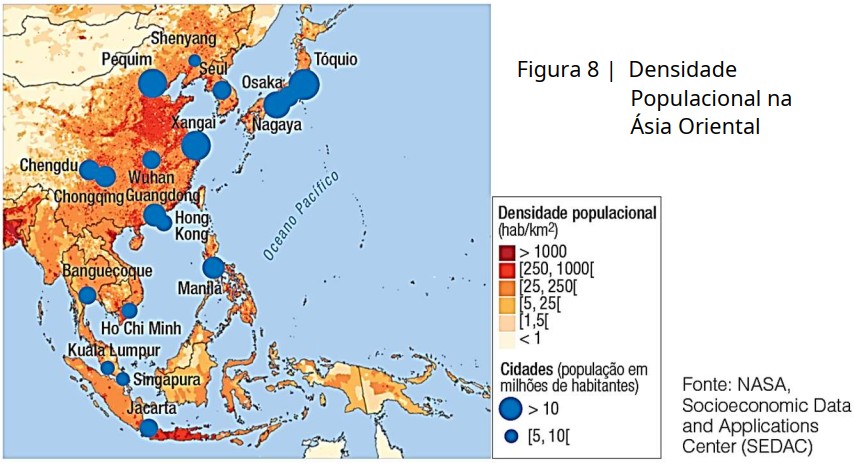 Shenyang
Pequim
Seul
Tóquio
Osaka
Nagaya
Xangai
Chengdu
Wuhan
Chongqing
Guangdong
Hong
Kong
Oceano Pacífico
Banguecoque
Manila
Ho Chi Minh
Kuala Lumpur
Singapura
Jacarta
Figura 8 | Densidade
Populacional na
Ásia Oriental
Densidade populacional
(hab/km²)
> 1000
[250, 1000[
[25, 250[
[5, 25[
[1,5[
< 1
Cidades (população em
milhões de habitantes)
> 10
[5, 10[
Fonte: NASA,
Socioeconomic Data
and Applications
Center (SEDAC)